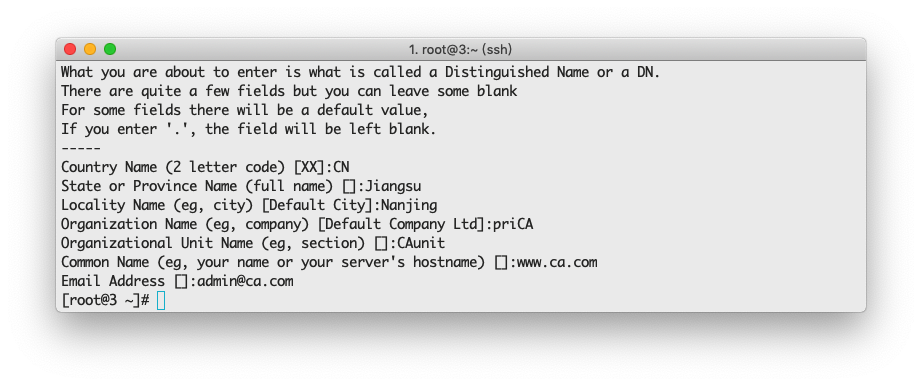 1. root@3:~ (ssh)
What you are about to enter is what is called a Distinguished Name or a DN.
There are quite a few fields but you can leave some blank
For some fields there will be a default value,
If you enter '.', the field will be left blank.
-----
Country Name (2 letter code) [XX]:CN
State or Province Name (full name) []:Jiangsu
Locality Name (eg, city) [Default City]:Nanjing
Organization Name (eg, company) [Default Company Ltd]:priCA
Organizational Unit Name (eg, section) []:CAunit
Common Name (eg, your name or your server's hostname) []:www.ca.com
Email Address []:admin@ca.com
[root@3 ~]#